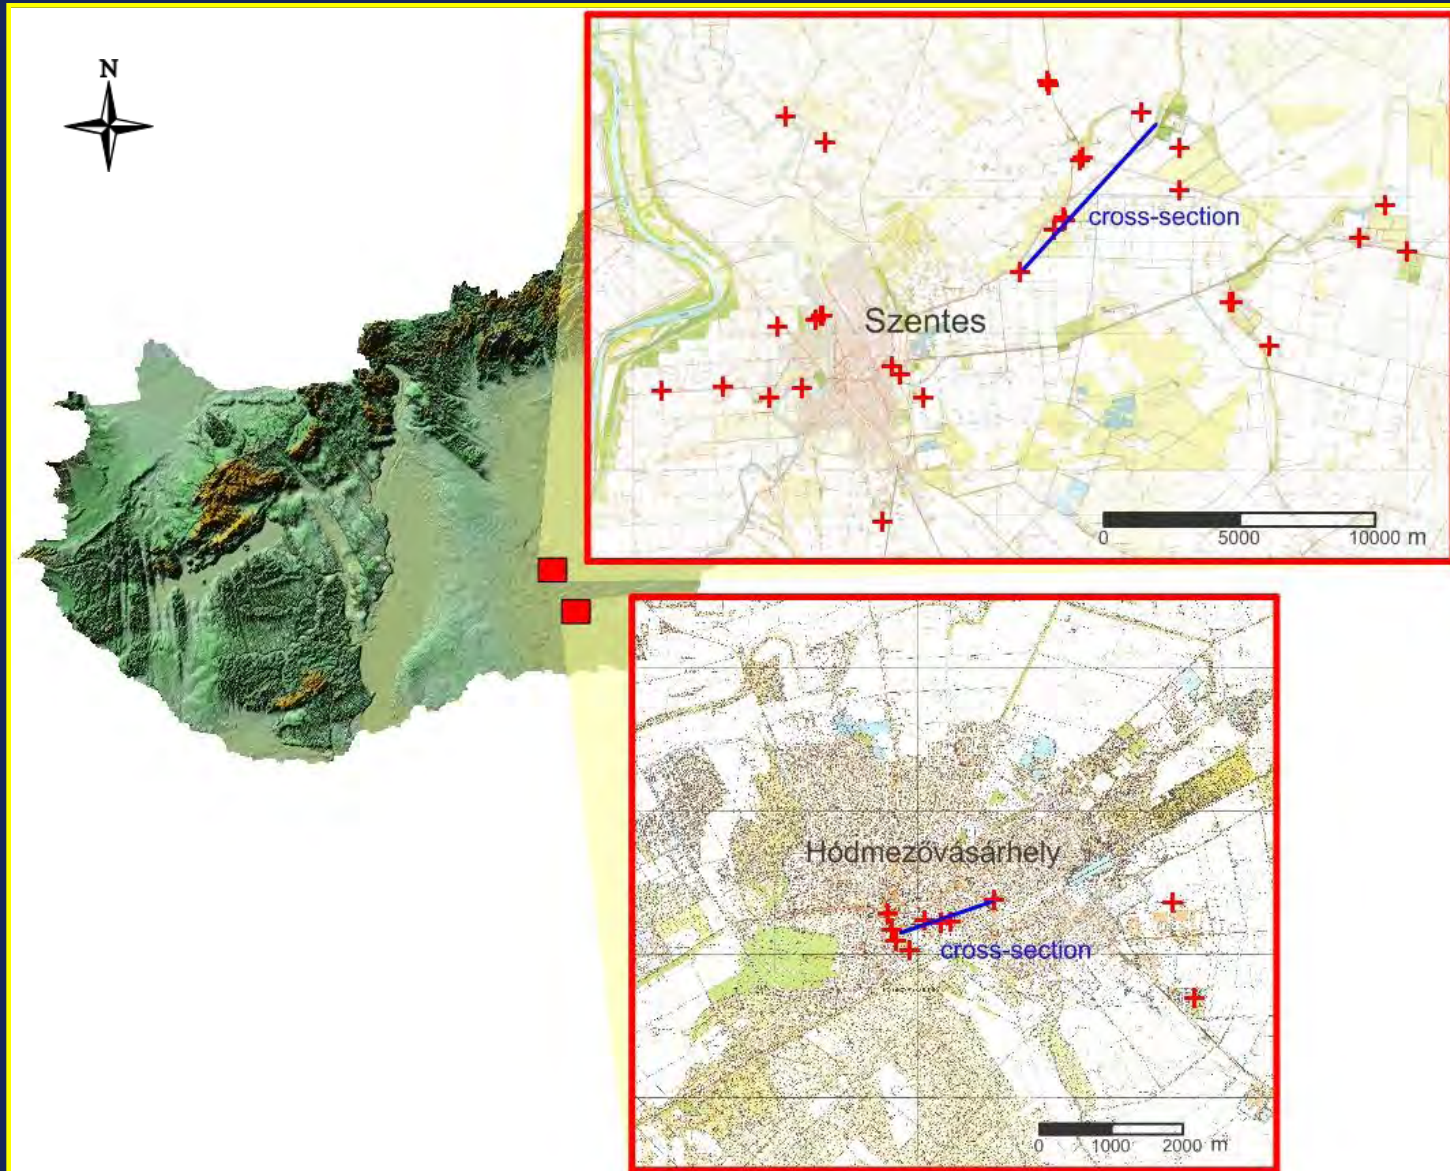 N
cross-section
Szentes
0 5000 10000 m
Hódmezővásárhely
cross-section
0 1000 2000 m